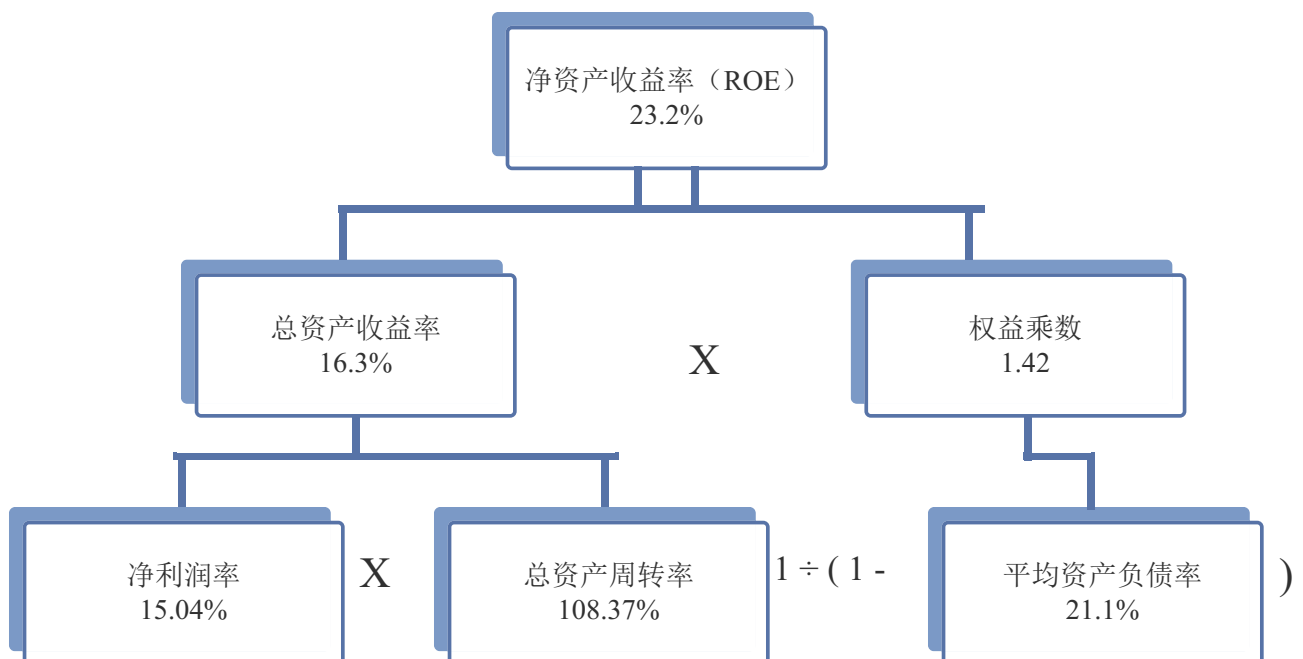 净资产收益率（ROE）
23.2%
总资产收益率
16.3%
X
权益乘数
1.42
净利润率
15.04%
X
总资产周转率
108.37%
1 ÷ ( 1 -
平均资产负债率
21.1%
)